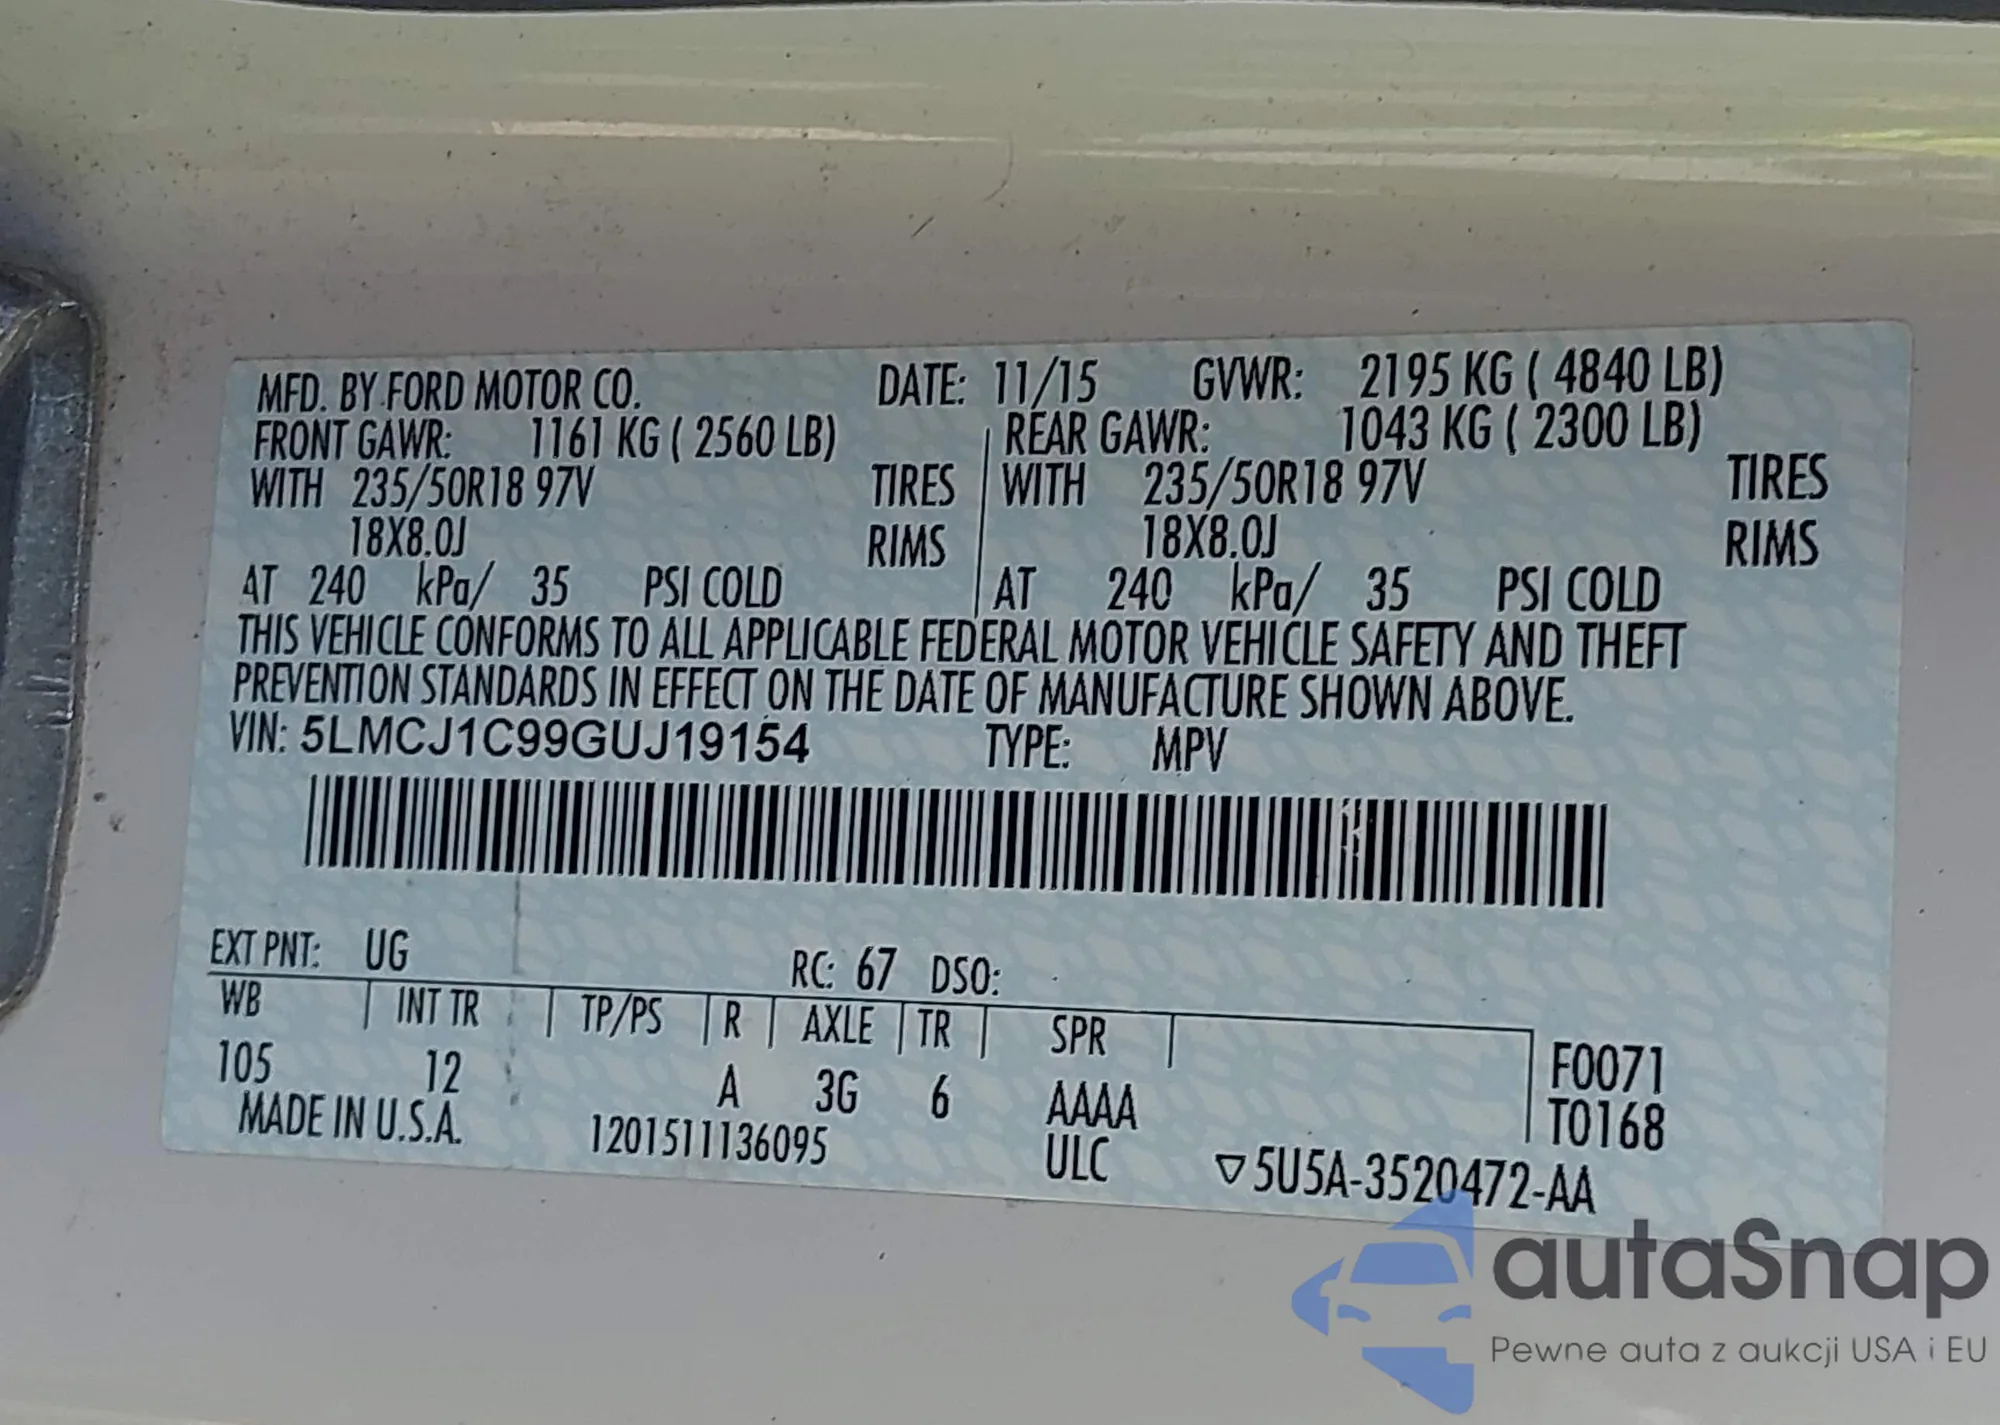 MFD. BY FORD MOTOR CO. DATE: 11/15 GVWR: 2195 KG ( 4840 LB)
FRONT GAWR: 1161 KG ( 2560 LB) REAR GAWR: 1043 KG ( 2300 LB)
WITH 235/50R18 97V TIRES WITH 235/50R18 97V TIRES
18X8.0J RIMS 18X8.0J RIMS
AT 240 kPa/ 35 PSI COLD AT 240 kPa/ 35 PSI COLD
THIS VEHICLE CONFORMS TO ALL APPLICABLE FEDERAL MOTOR VEHICLE SAFETY AND THEFT
PREVENTION STANDARDS IN EFFECT ON THE DATE OF MANUFACTURE SHOWN ABOVE.
VIN: 5LMCJ1C99GUJ19154 TYPE: MPV
EXT PNT: UG RC: 67 DSO:
WB INT TR TP/PS R AXLE TR SPR
105 12 A 3G 6 AAAA F0071
MADE IN U.S.A. 1201511136095 ULC T0168
▽5U5A-3520472-AA
autaSnap
Pewne auta z aukcji USA i EU